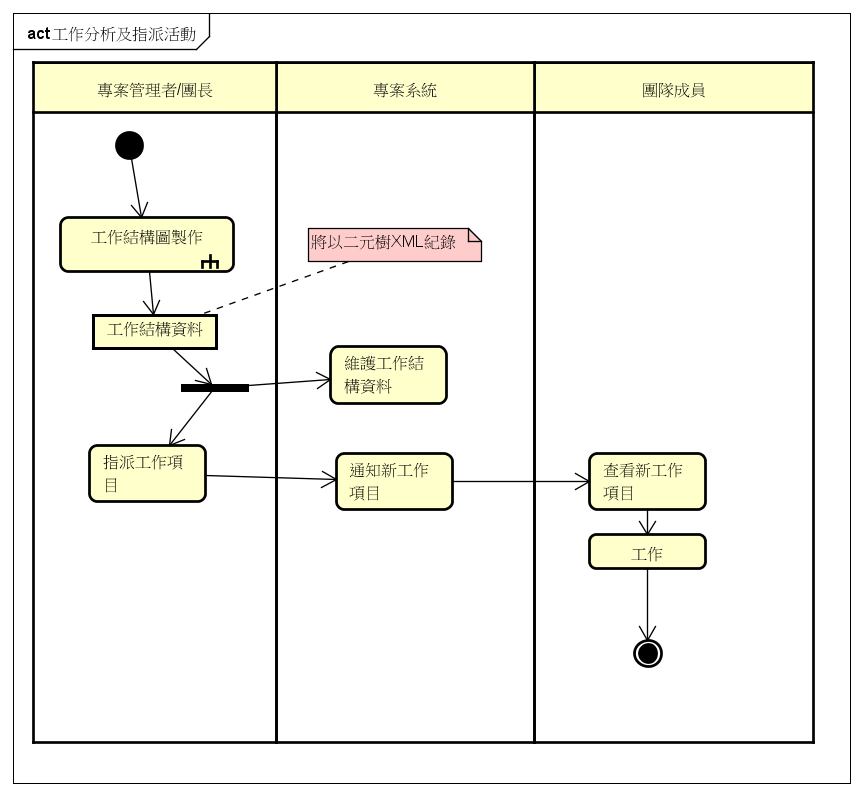 act 工作分析及指派活動
專案管理者/團長
專案系統
團隊成員
工作結構圖製作
將以二元樹XML紀錄
工作結構資料
維護工作結
構資料
指派工作項
目
通知新工作
項目
查看新工作
項目
工作